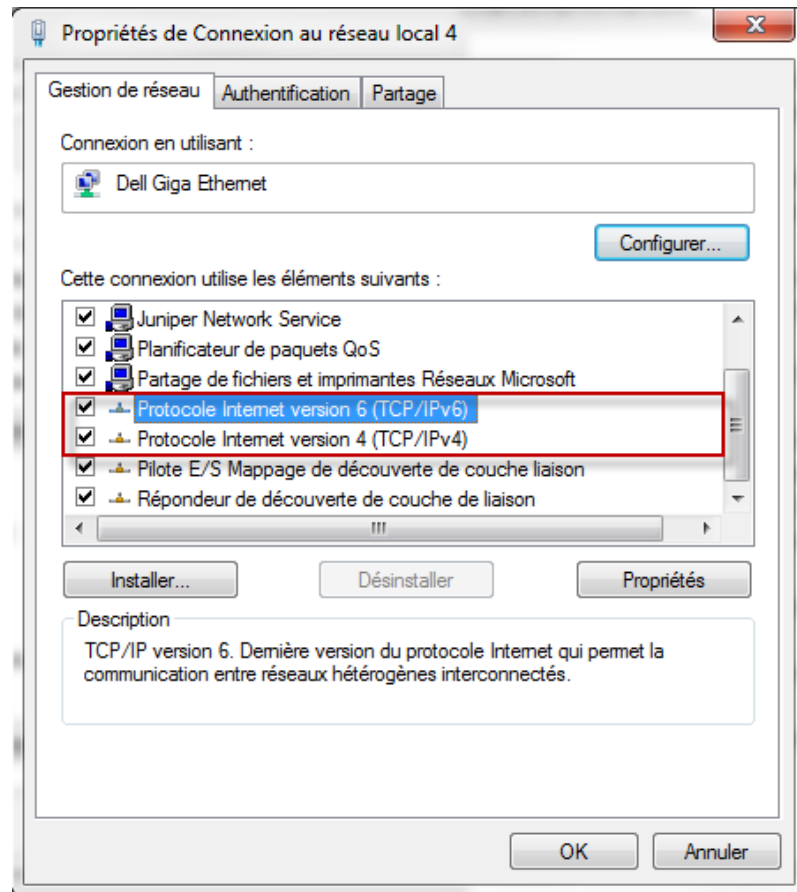 Propriétés de Connexion au réseau local 4
Gestion de réseau Authentification Partage
Connexion en utilisant :
Dell Giga Ethernet
Configurer...
Cette connexion utilise les éléments suivants :
Juniper Network Service
Planificateur de paquets QoS
Partage de fichiers et imprimantes Réseaux Microsoft
Protocole Internet version 6 (TCP/IPv6)
Protocole Internet version 4 (TCP/IPv4)
Pilote E/S Mappage de découverte de couche liaison
Répondeur de découverte de couche de liaison
Installer... Désinstaller Propriétés
Description
TCP/IP version 6. Dernière version du protocole Internet qui permet la
communication entre réseaux hétérogènes interconnectés.
OK Annuler